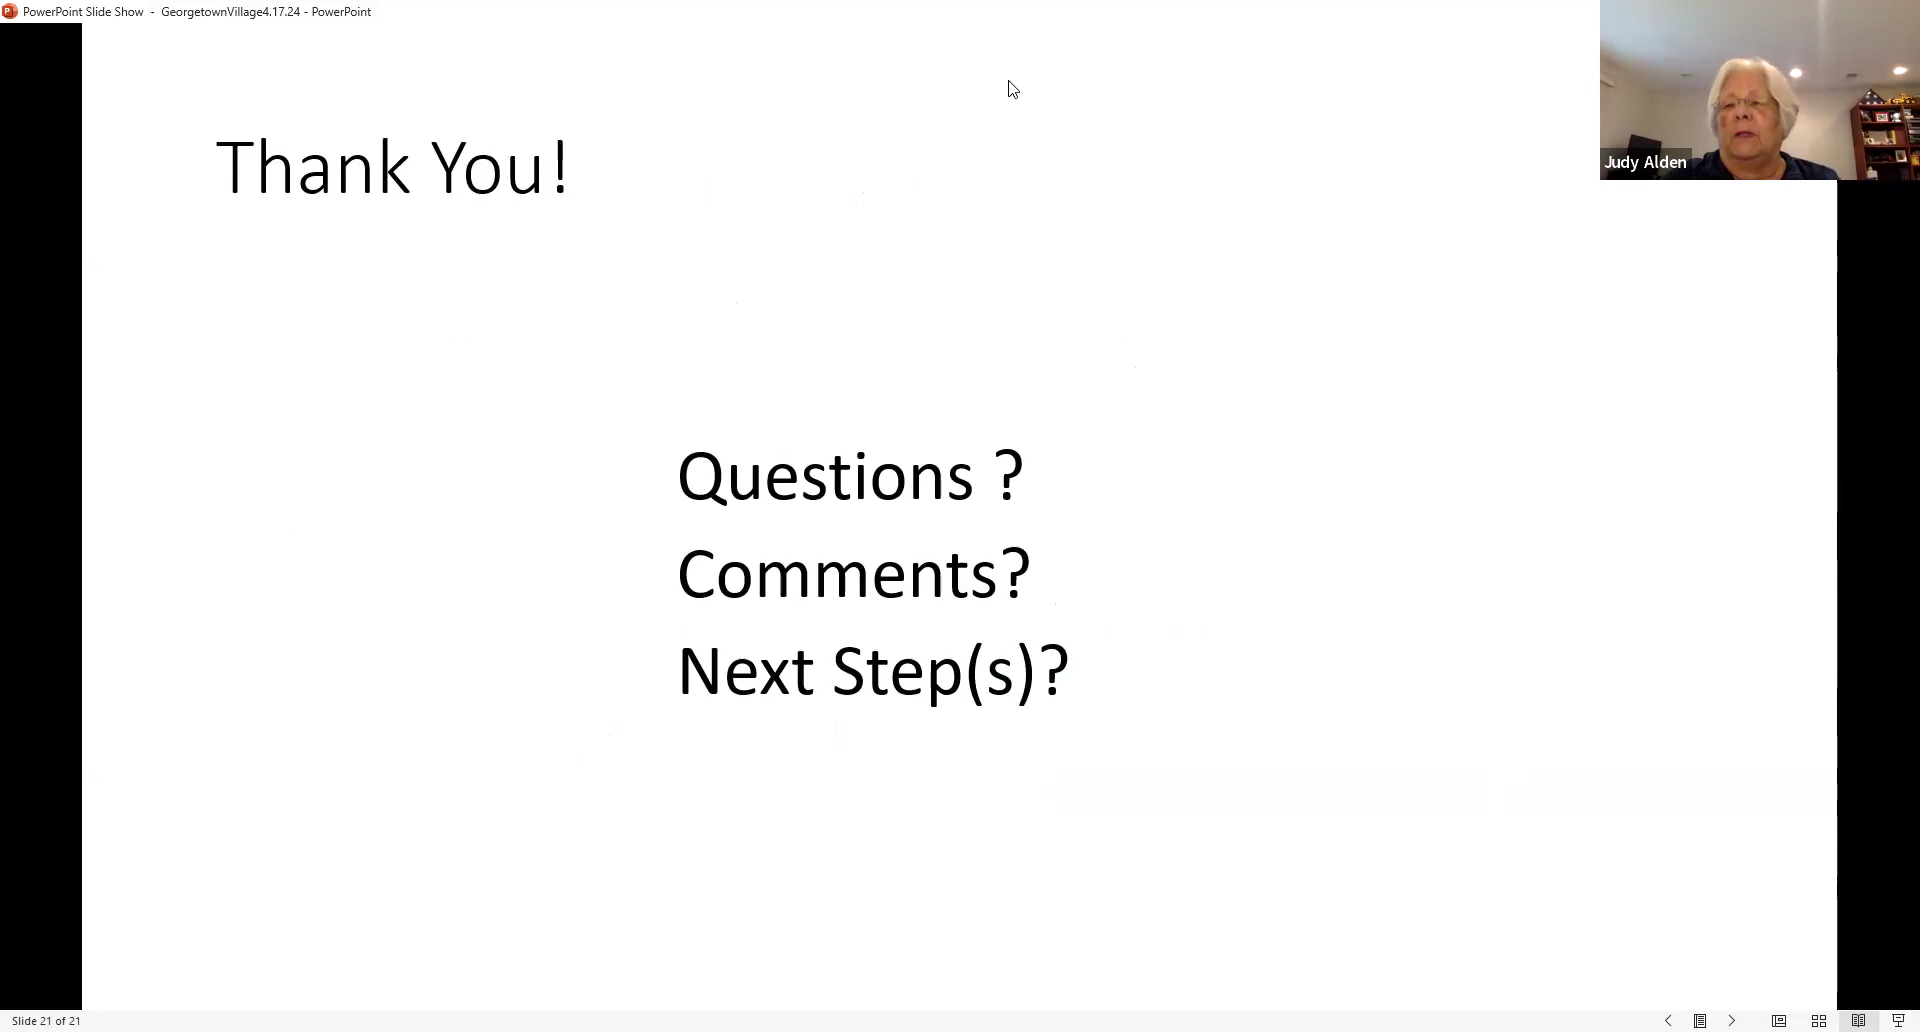 PowerPoint Slide Show - GeorgetownVillage4.17.24 - PowerPoint
Judy Alden
Thank You!
Questions ?
Comments?
Next Step(s)?
Slide 21 of 21